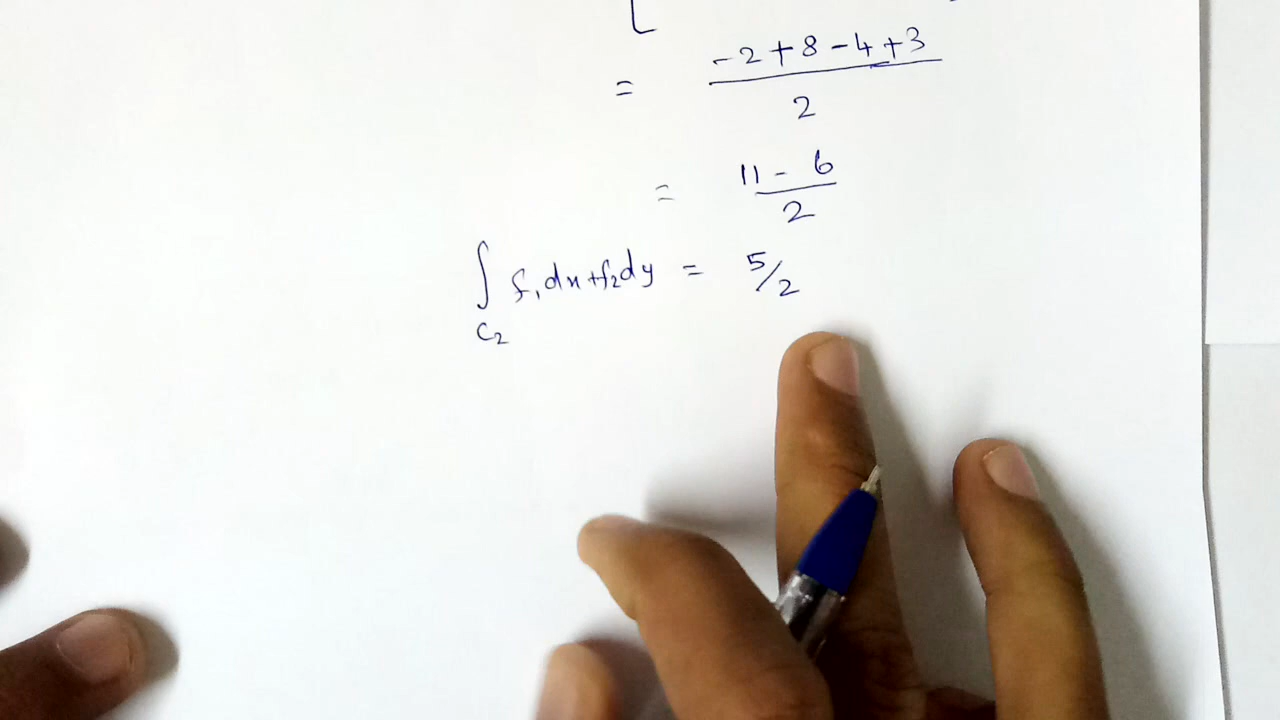 = -2+8-4+3 / 2
= 11-6 / 2
∫C₂ f₁dx+f₂dy = 5/2